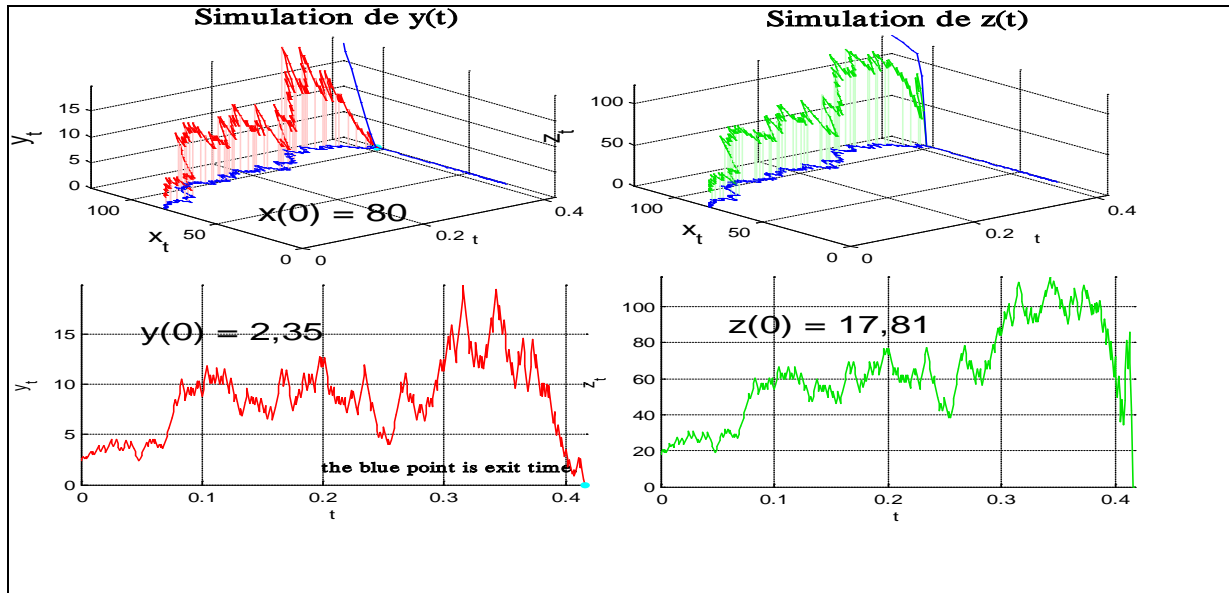 Simulation de y(t)
15
10
5
0
y_t
100
50
0
x_t
0
0.2
0.4
t
x(0) = 80
Simulation de z(t)
100
50
0
z_t
100
50
0
x_t
0
0.2
0.4
t
15
10
5
0
y_t
y(0) = 2,35
the blue point is exit time
0
0.1
0.2
0.3
0.4
t
100
80
60
40
20
0
z_t
z(0) = 17,81
0
0.1
0.2
0.3
0.4
t